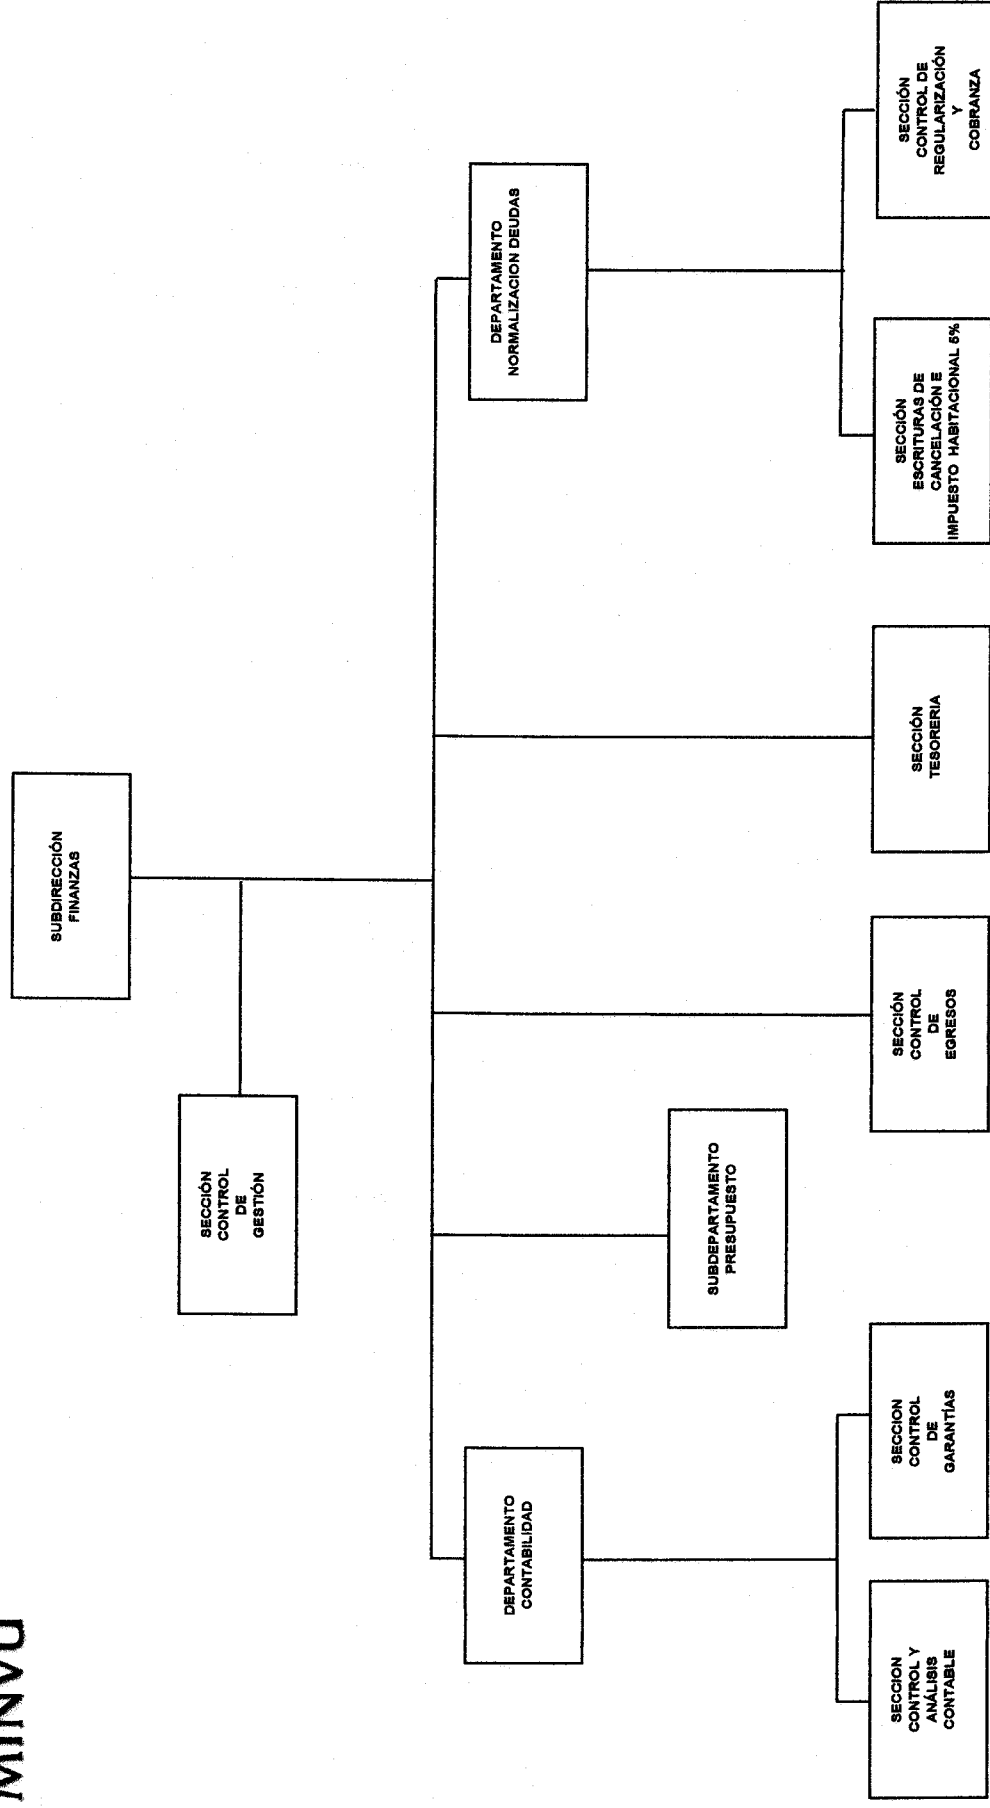 MINVU
SUBDIRECCIÓN
FINANZAS
SECCIÓN
CONTROL
DE
GESTIÓN
DEPARTAMENTO
CONTABILIDAD
DEPARTAMENTO
NORMALIZACION DEUDAS
SUBDEPARTAMENTO
PRESUPUESTO
SECCION
CONTROL Y
ANÁLISIS
CONTABLE
SECCION
CONTROL
DE
GARANTÍAS
SECCIÓN
CONTROL
DE
EGRESOS
SECCIÓN
TESORERIA
SECCIÓN
ESCRITURAS DE
CANCELACIÓN E
IMPUESTO HABITACIONAL 5%
SECCIÓN
CONTROL DE
REGULARIZACIÓN
Y
COBRANZA